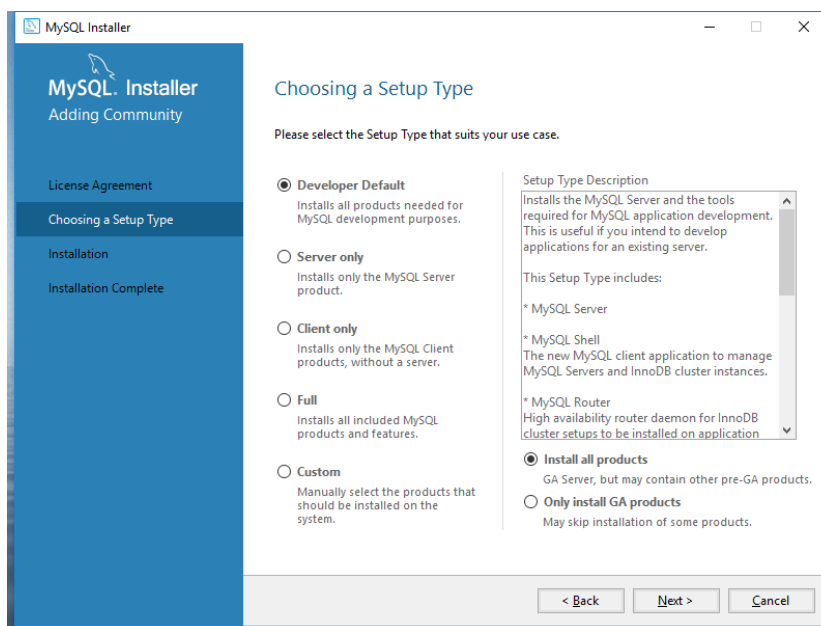 MySQL Installer
MySQL. Installer
Adding Community
License Agreement
Choosing a Setup Type
Installation
Installation Complete
Choosing a Setup Type
Please select the Setup Type that suits your use case.
Developer Default
Installs all products needed for
MySQL development purposes.
Server only
Installs only the MySQL Server
product.
Client only
Installs only the MySQL Client
products, without a server.
Full
Installs all included MySQL
products and features.
Custom
Manually select the products that
should be installed on the
system.
Setup Type Description
Installs the MySQL Server and the tools
required for MySQL application development.
This is useful if you intend to develop
applications for an existing server.
This Setup Type includes:
* MySQL Server
* MySQL Shell
The new MySQL client application to manage
MySQL Servers and InnoDB cluster instances.
* MySQL Router
High availability router daemon for InnoDB
cluster setups to be installed on application
Install all products
GA Server, but may contain other pre-GA products.
Only install GA products
May skip installation of some products.
< Back
Next >
Cancel